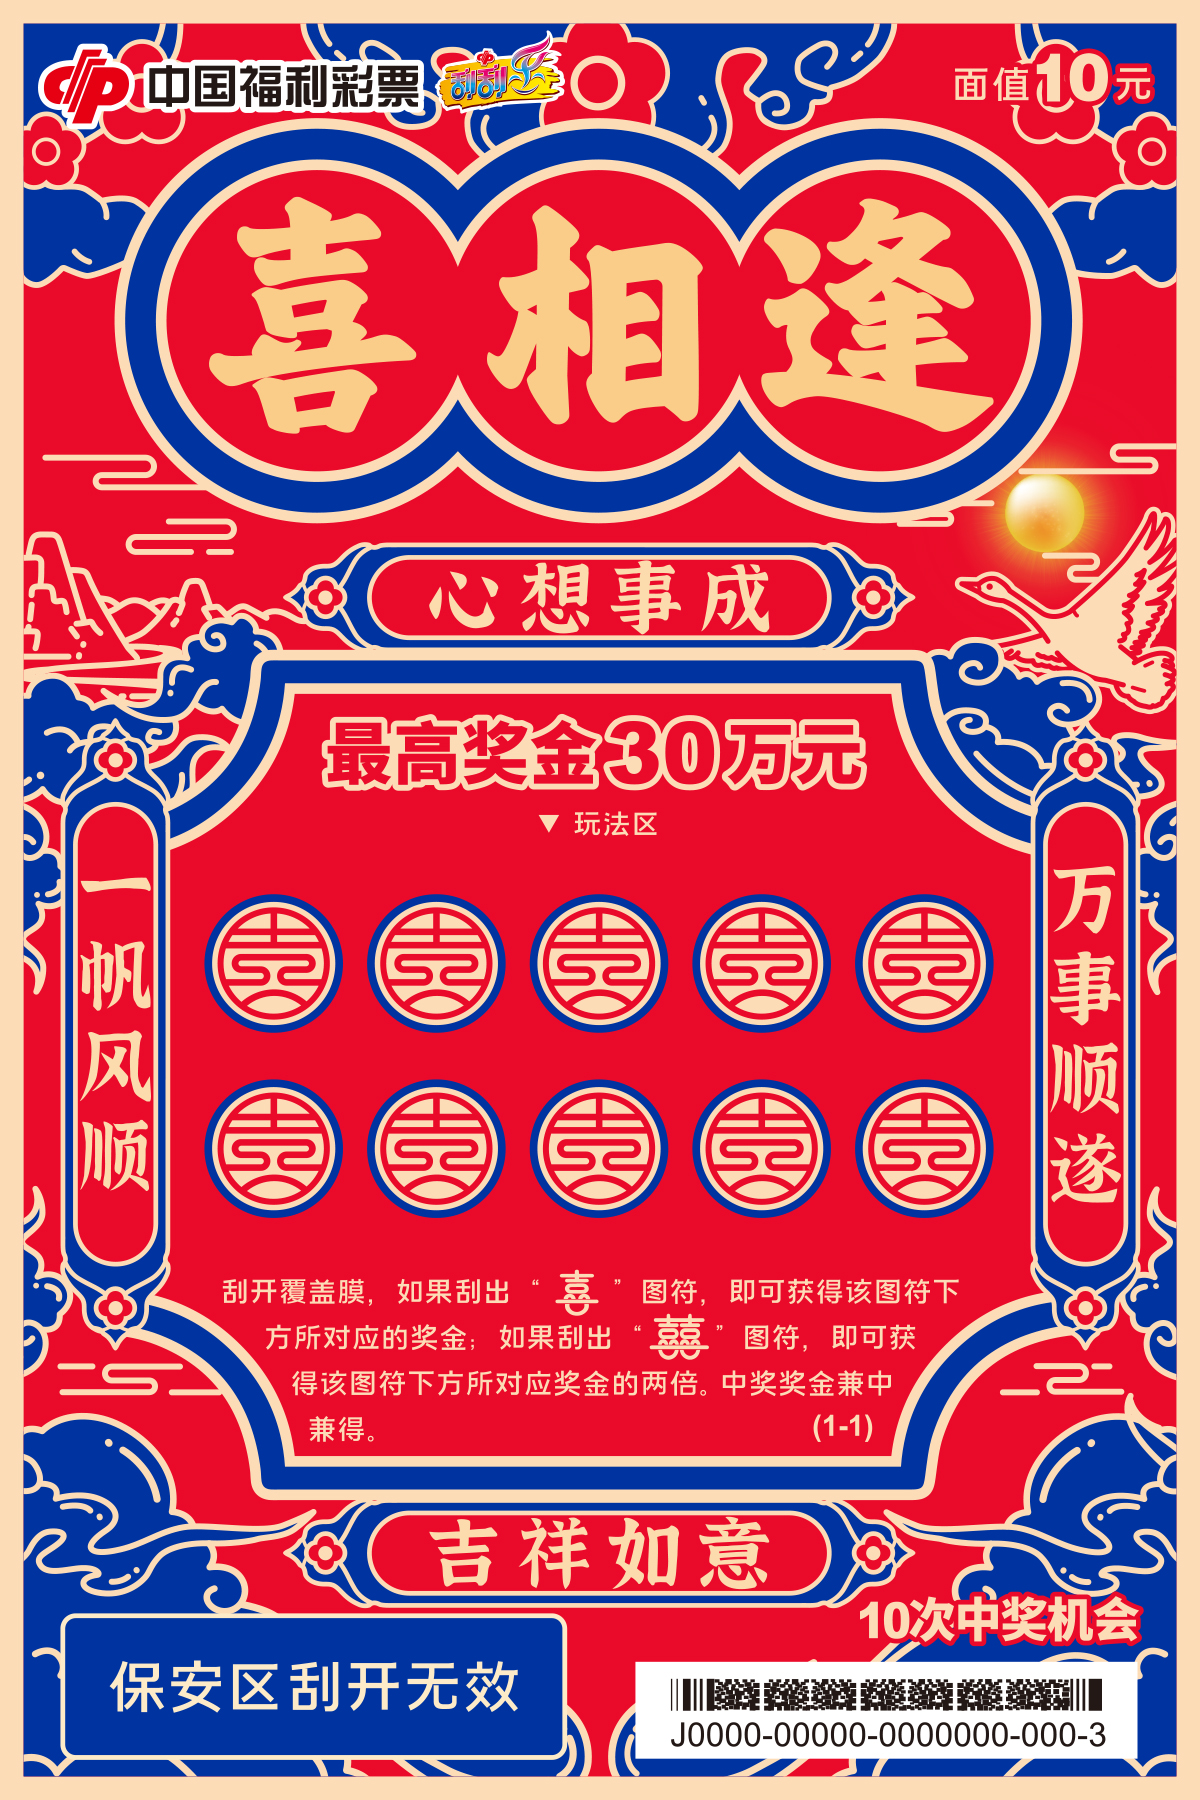 中国福利彩票 刮刮乐
面值10元
喜相逢
心想事成
最高奖金30万元
▼ 玩法区
一帆风顺
万事顺遂
刮开覆盖膜，如果刮出“喜”图符，即可获得该图符下
方所对应的奖金；如果刮出“囍”图符，即可获
得该图符下方所对应奖金的两倍。中奖奖金兼中
兼得。 (1-1)
吉祥如意
10次中奖机会
保安区刮开无效
J0000-00000-0000000-000-3